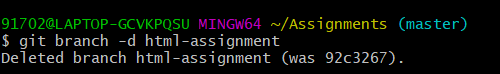 91702@LAPTOP-GCVKPQSU MINGW64 ~/Assignments (master)
$ git branch -d html-assignment
Deleted branch html-assignment (was 92c3267).